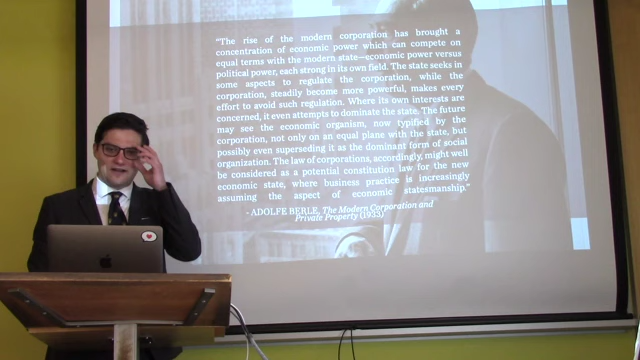 “The rise of the modern corporation has brought a
concentration of economic power which can compete on
equal terms with the modern state—economic power versus
political power, each strong in its own field. The state seeks in
some aspects to regulate the corporation, while the
corporation, steadily become more powerful, makes every
effort to avoid such regulation. Where its own interests are
concerned, it even attempts to dominate the state. The future
may see the economic organism, now typified by the
corporation, not only on an equal plane with the state, but
possibly even superseding it as the dominant form of social
organization. The law of corporations, accordingly, might well
be considered as a potential constitution law for the new
economic state, where business practice is increasingly
assuming the aspect of economic statesmanship.”
- ADOLFE BERLE, The Modern Corporation and
Private Property (1933)